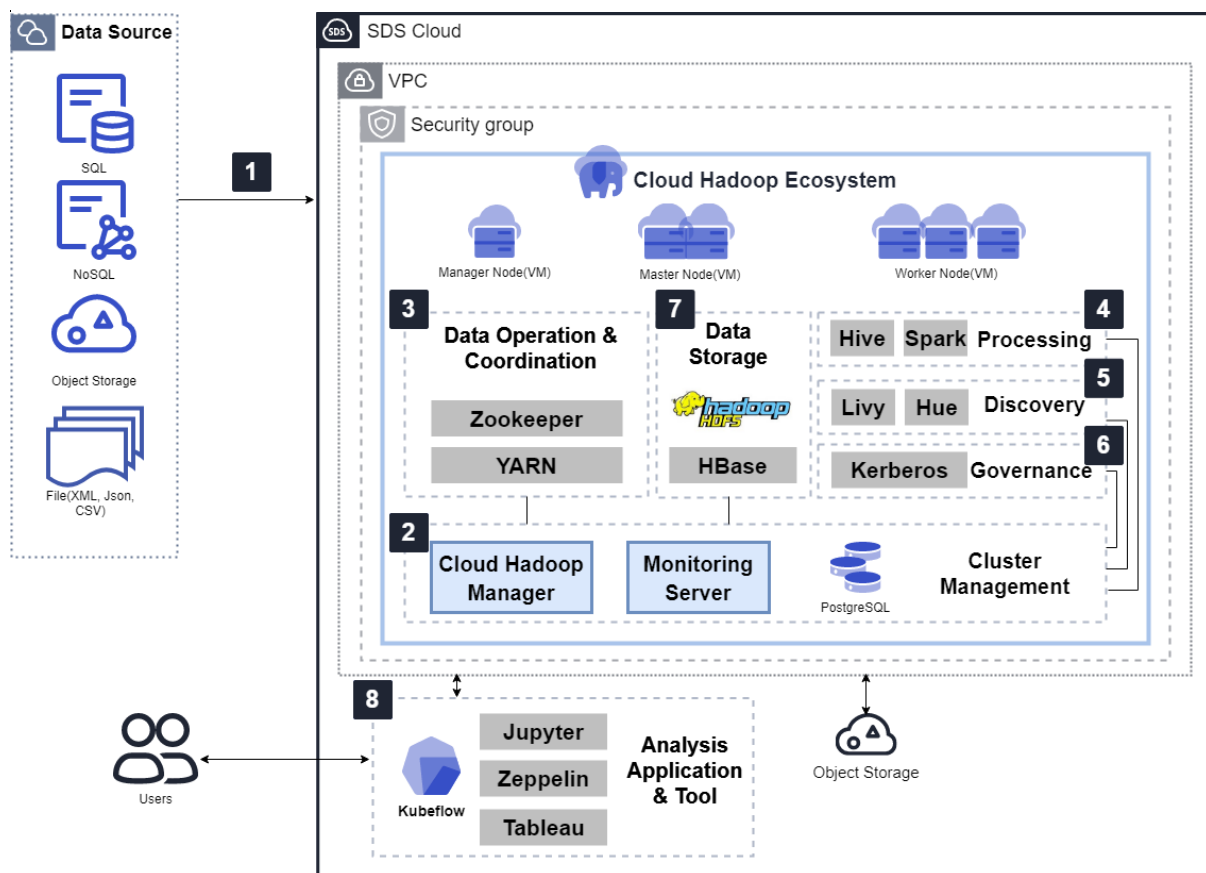 Data Source
SQL
NoSQL
Object Storage
File(XML, Json,
CSV)
1
SDS
SDS Cloud
VPC
Security group
Cloud Hadoop Ecosystem
Manager Node(VM)
Master Node(VM)
Worker Node(VM)
3
Data Operation &
Coordination
Zookeeper
YARN
7
Data
Storage
hadoop
HDFS
HBase
4
Hive
Spark
Processing
5
Livy
Hue
Discovery
6
Kerberos
Governance
2
Cloud Hadoop
Manager
Monitoring
Server
PostgreSQL
Cluster
Management
8
Kubeflow
Jupyter
Zeppelin
Tableau
Analysis
Application
& Tool
Users
Object Storage